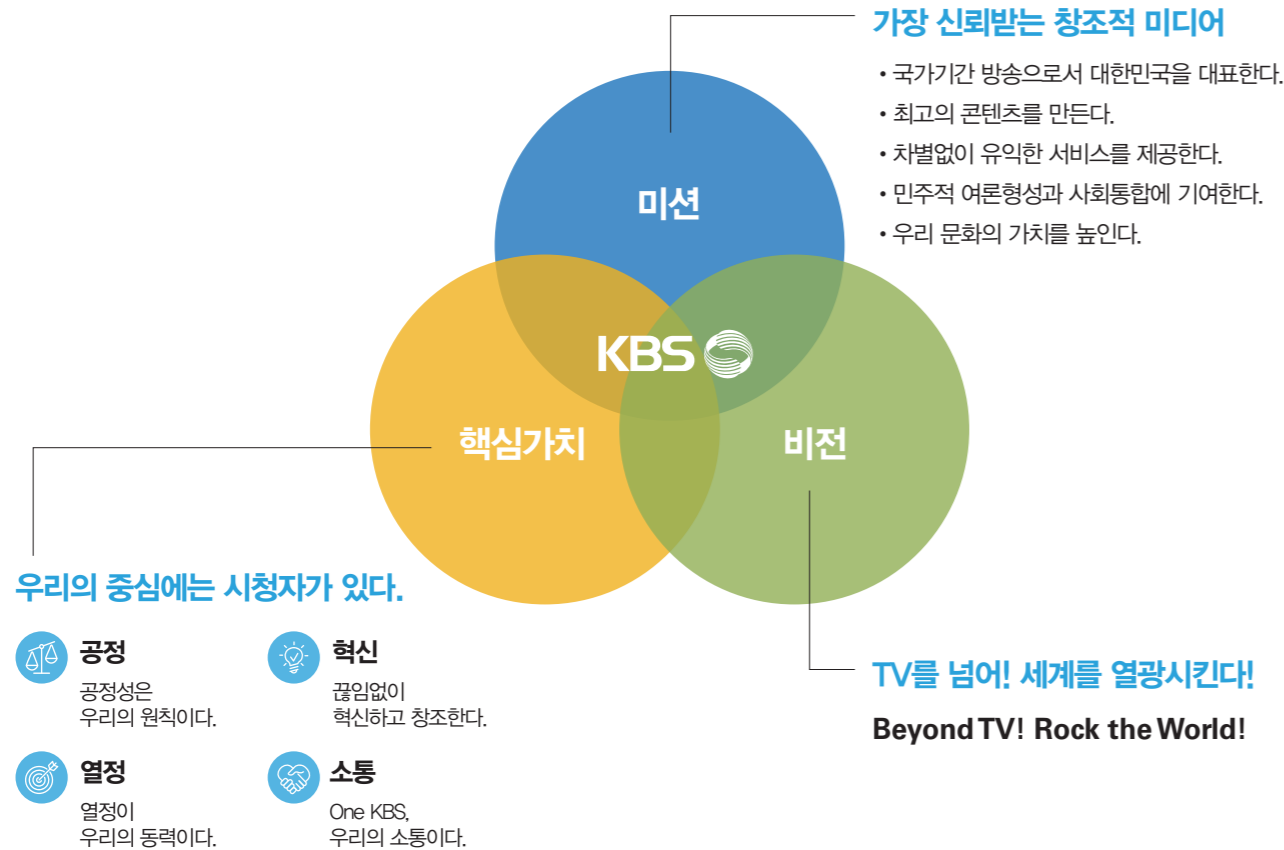 가장 신뢰받는 창조적 미디어
• 국가기간 방송으로서 대한민국을 대표한다.
• 최고의 콘텐츠를 만든다.
• 차별없이 유익한 서비스를 제공한다.
• 민주적 여론형성과 사회통합에 기여한다.
• 우리 문화의 가치를 높인다.
미션
KBS
핵심가치
비전
우리의 중심에는 시청자가 있다.
공정
공정성은
우리의 원칙이다.
혁신
끊임없이
혁신하고 창조한다.
열정
열정이
우리의 동력이다.
소통
One KBS,
우리의 소통이다.
TV를 넘어! 세계를 열광시킨다!
Beyond TV! Rock the World!